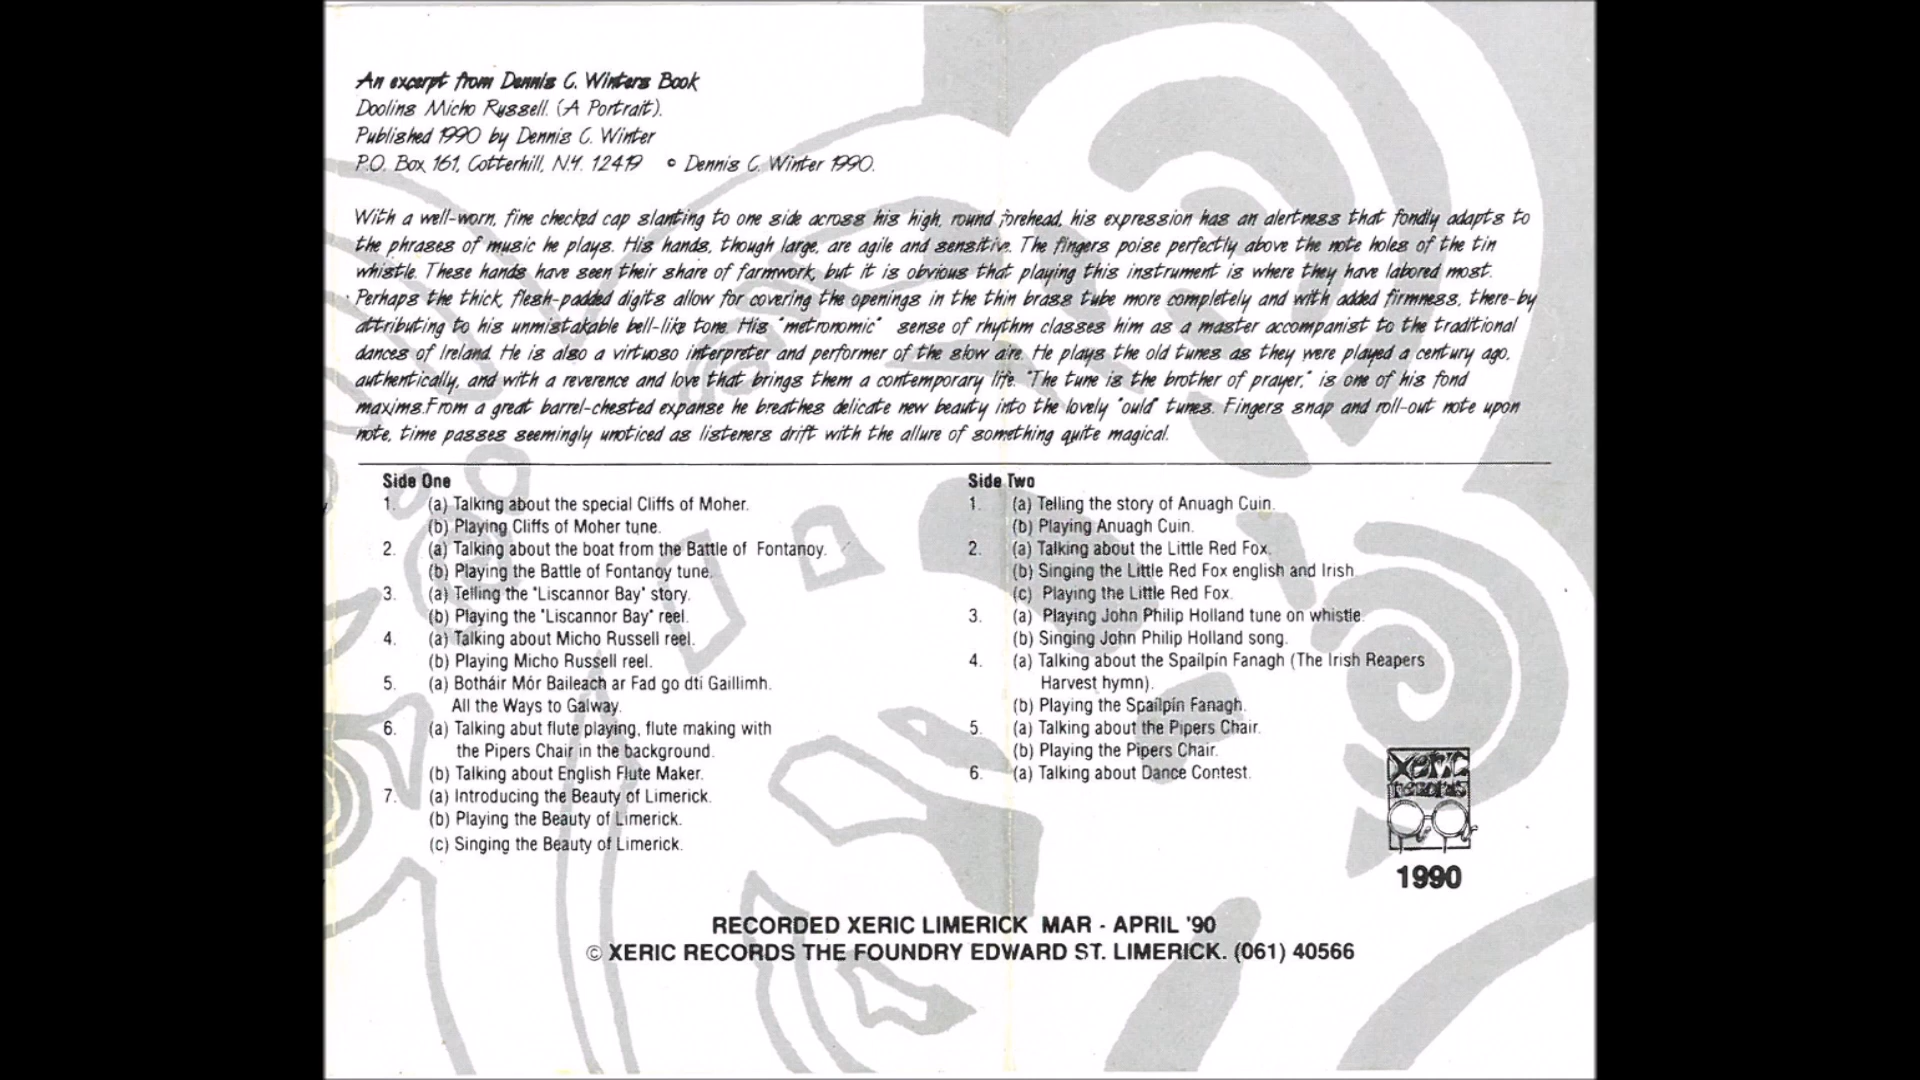 An excerpt from Dennis C. Winters Book
Doolins Micho Russell. (A Portrait).
Published 1990 by Dennis C. Winter
P.O. Box 161, Cotterhill, N.Y. 12419 © Dennis C. Winter 1990.
With a well-worn, fine checked cap slanting to one side across his high, round forehead, his expression has an alertness that fondly adapts to
the phrases of music he plays. His hands, though large, are agile and sensitive. The fingers poise perfectly above the note holes of the tin
whistle. These hands have seen their share of farmwork, but it is obvious that playing this instrument is where they have labored most.
Perhaps the thick, flesh-padded digits allow for covering the openings in the thin brass tube more completely and with added firmness, there-by
attributing to his unmistakable bell-like tone. His "metronomic" sense of rhythm classes him as a master accompanist to the traditional
dances of Ireland. He is also a virtuoso interpreter and performer of the slow aire. He plays the old tunes as they were played a century ago,
authentically, and with a reverence and love that brings them a contemporary life. "The tune is the brother of prayer," is one of his fond
maxims.From a great barrel-chested expanse he breathes delicate new beauty into the lovely "ould" tunes. Fingers snap and roll-out note upon
note, time passes seemingly unoticed as listeners drift with the allure of something quite magical.
Side One
1. (a) Talking about the special Cliffs of Moher.
(b) Playing Cliffs of Moher tune.
2. (a) Talking about the boat from the Battle of Fontanoy.
(b) Playing the Battle of Fontanoy tune.
3. (a) Telling the "Liscannor Bay" story.
(b) Playing the "Liscannor Bay" reel.
4. (a) Talking about Micho Russell reel.
(b) Playing Micho Russell reel.
5. (a) Botháir Mór Baileach ar Fad go dtí Gaillimh.
All the Ways to Galway.
6. (a) Talking abut flute playing, flute making with
the Pipers Chair in the background.
(b) Talking about English Flute Maker.
7. (a) Introducing the Beauty of Limerick.
(b) Playing the Beauty of Limerick.
(c) Singing the Beauty of Limerick.
Side Two
1. (a) Telling the story of Anuagh Cuin.
(b) Playing Anuagh Cuin.
2. (a) Talking about the Little Red Fox.
(b) Singing the Little Red Fox english and Irish
(c) Playing the Little Red Fox.
3. (a) Playing John Philip Holland tune on whistle.
(b) Singing John Philip Holland song.
4. (a) Talking about the Spailpín Fanagh (The Irish Reapers
Harvest hymn).
(b) Playing the Spailpín Fanagh.
5. (a) Talking about the Pipers Chair.
(b) Playing the Pipers Chair.
6. (a) Talking about Dance Contest.
xeric
records
1990
RECORDED XERIC LIMERICK MAR - APRIL '90
© XERIC RECORDS THE FOUNDRY EDWARD ST. LIMERICK. (061) 40566